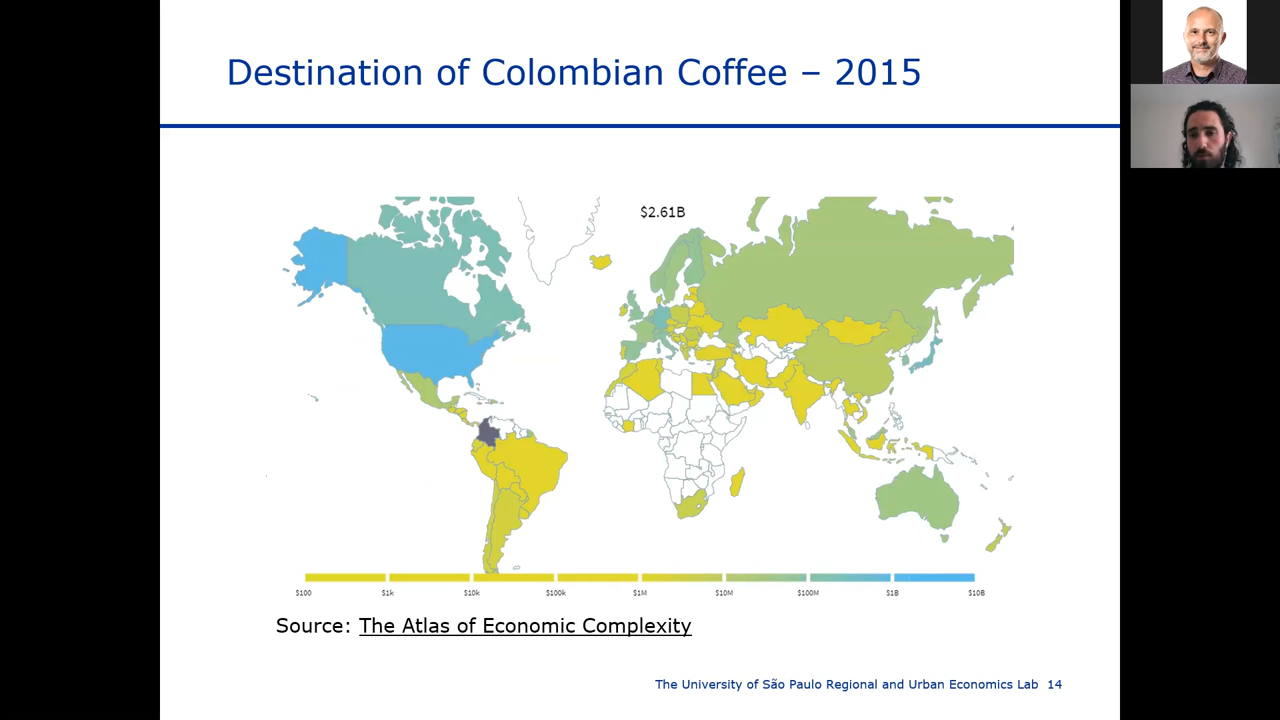 Destination of Colombian Coffee – 2015
$2.61B
$100 $1k $10k $100k $1M $10M $100M $1B $10B
Source: The Atlas of Economic Complexity
The University of São Paulo Regional and Urban Economics Lab 14